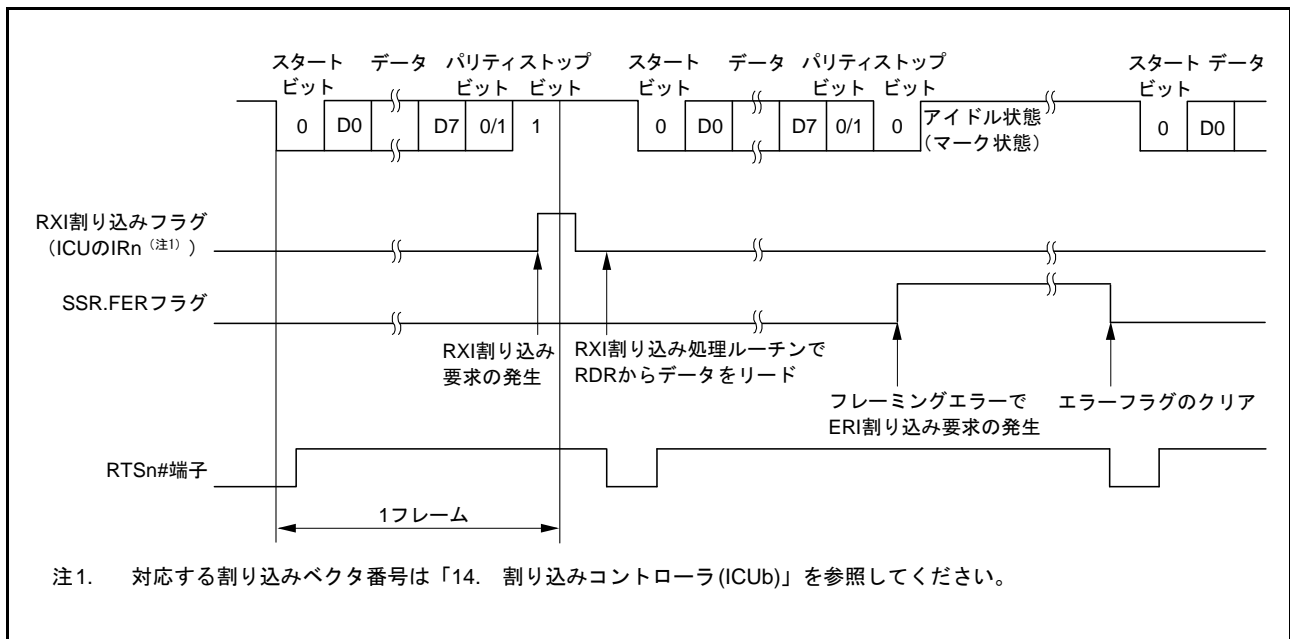 スタート データ パリティストップ スタート データ パリティストップ スタート データ
ビット ビット ビット ビット ビット ビット ビット
0 D0 D7 0/1 1 0 D0 D7 0/1 0 アイドル状態 0 D0
（マーク状態）
RXI割り込みフラグ
（ICUのIRn（注1））
SSR.FERフラグ
RXI割り込み
要求の発生
RXI割り込み処理ルーチンで
RDRからデータをリード
フレーミングエラーで
ERI割り込み要求の発生
エラーフラグのクリア
RTSn#端子
1フレーム
注1. 対応する割り込みベクタ番号は「14. 割り込みコントローラ(ICUb)」を参照してください。